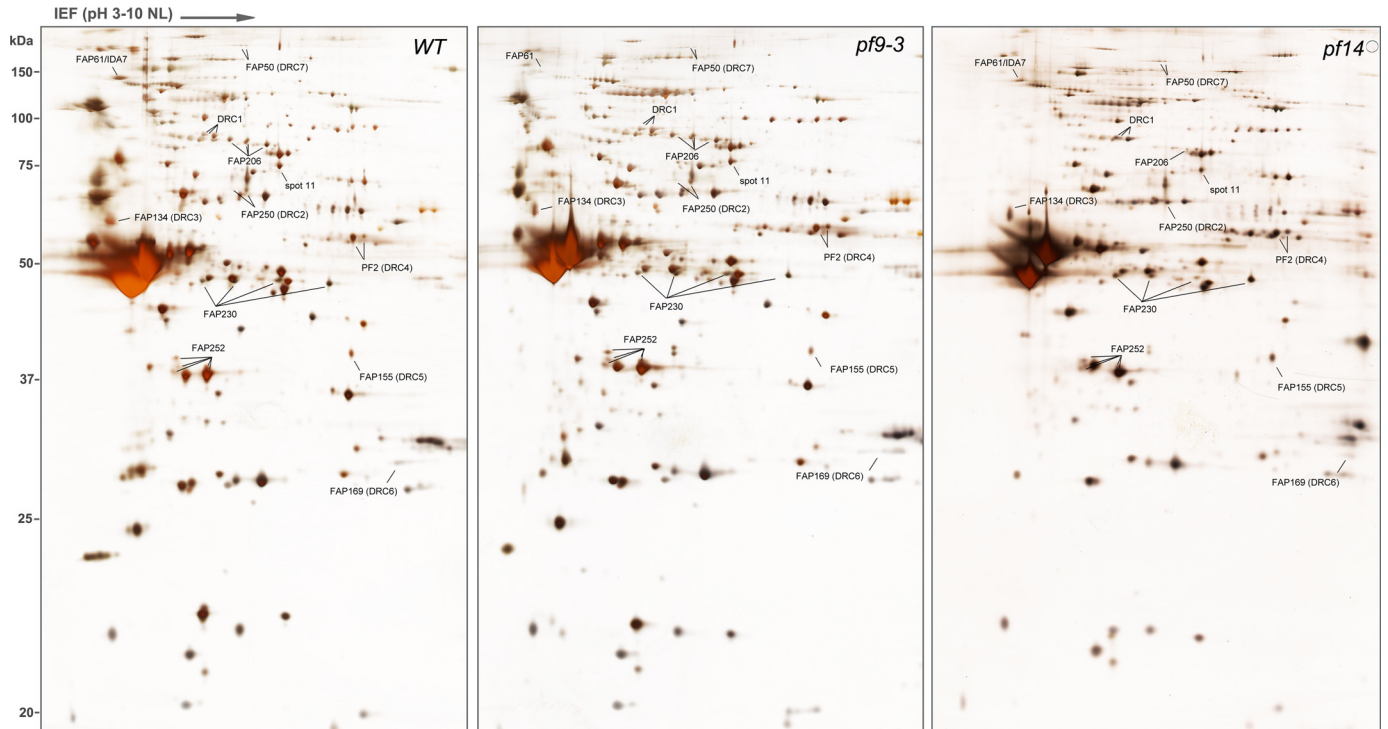 IEF (pH 3-10 NL)
kDa
150
100
75
50
37
25
20
WT
FAP61/IDA7
FAP50 (DRC7)
DRC1
FAP206
spot 11
FAP250 (DRC2)
FAP134 (DRC3)
PF2 (DRC4)
FAP230
FAP252
FAP155 (DRC5)
FAP169 (DRC6)
pf9-3
FAP61
FAP50 (DRC7)
DRC1
FAP206
spot 11
FAP134 (DRC3)
FAP250 (DRC2)
PF2 (DRC4)
FAP230
FAP252
FAP155 (DRC5)
FAP169 (DRC6)
pf14
FAP61/IDA7
FAP50 (DRC7)
DRC1
FAP206
spot 11
FAP134 (DRC3)
FAP250 (DRC2)
PF2 (DRC4)
FAP230
FAP252
FAP155 (DRC5)
FAP169 (DRC6)